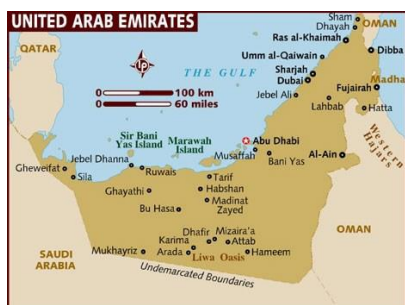 UNITED ARAB EMIRATES
Sham
OMAN
Dhayah
Ras al-Khaimah
QATAR
Dibba
Umm al-Qaiwain
UP
THE GULF
Sharjah
Madha
Dubai
Fujairah
0 100 km
Jebel Ali
Lahbab
0 60 miles
Hatta
Sir Bani
Yas Island
Marawah
Island
Abu Dhabi
Western
Hajars
Musaffah
Bani Yas
Al-Ain
Gheweifat
Jebel Dhanna
Ruwais
Sila
Tarif
Habshan
Ghayathi
Madinat
Zayed
Bu Hasa
OMAN
Mizaira'a
Dhafir
Attab
Karima
SAUDI
ARABIA
Mukhayriz
Arada
Liwa Oasis
Hameem
Undemarcated Boundaries